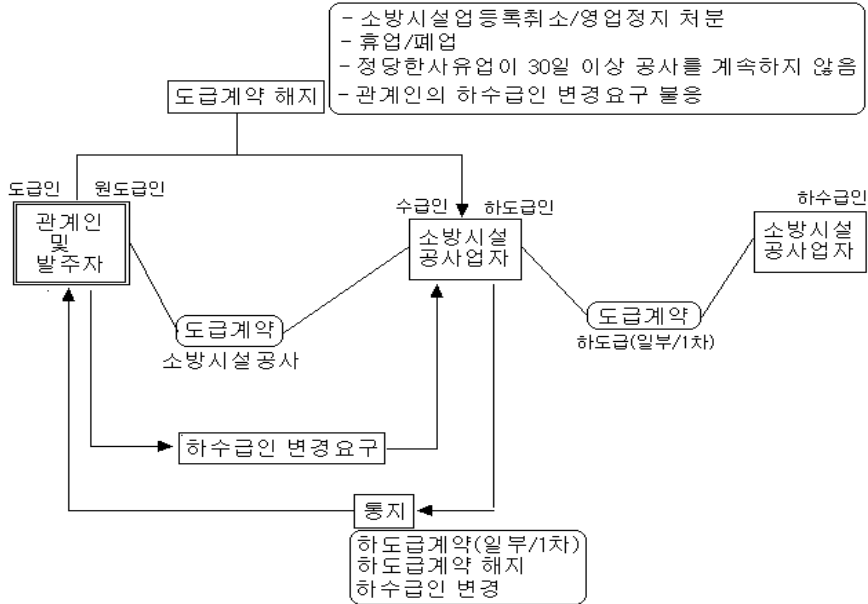 - 소방시설업등록취소/영업정지 처분
- 휴업/폐업
- 정당한사유업이 30일 이상 공사를 계속하지 않음
- 관계인의 하수급인 변경요구 불응
도급계약 해지
도급인 원도급인
수급인 하도급인
하수급인
관계인
및
발주자
소방시설
공사업자
소방시설
공사업자
도급계약
소방시설공사
도급계약
하도급(일부/1차)
하수급인 변경요구
통지
하도급계약(일부/1차)
하도급계약 해지
하수급인 변경